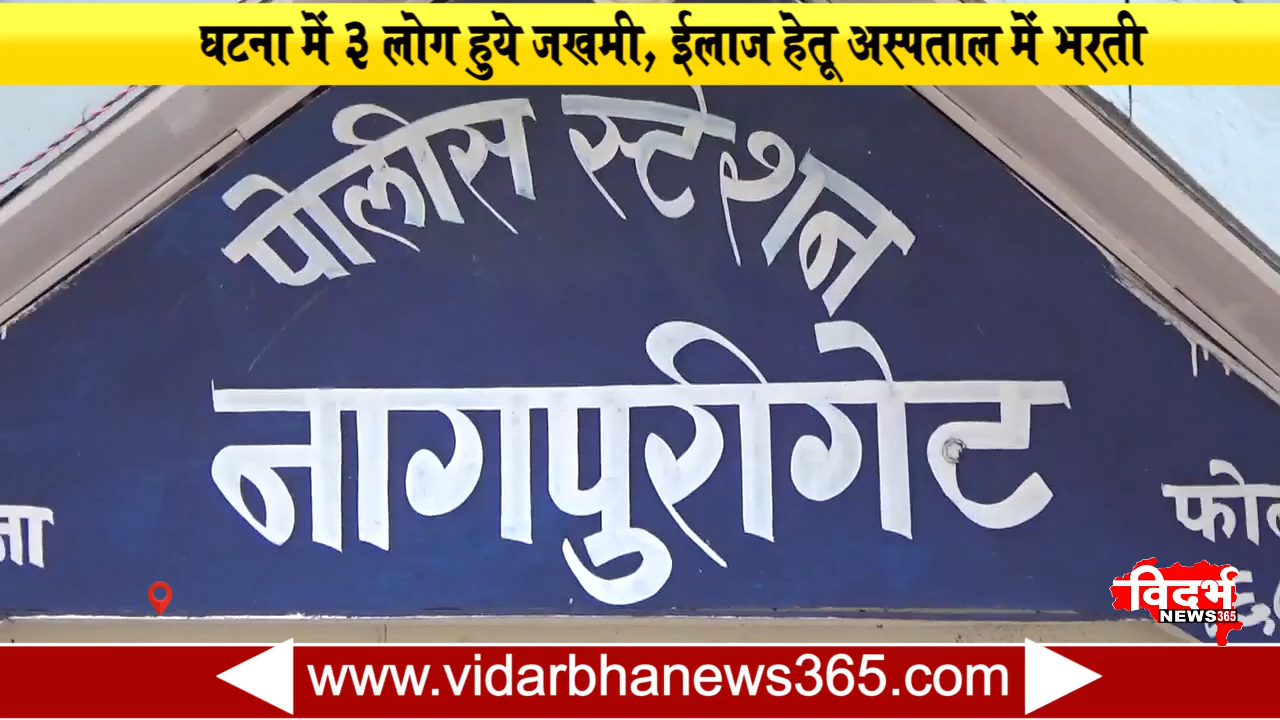 घटना में ३ लोग हुये जखमी, ईलाज हेतू अस्पताल में भरती
पोलीस स्टेशन
नागपुरीगेट
विदर्भ
NEWS365
www.vidarbhanews365.com